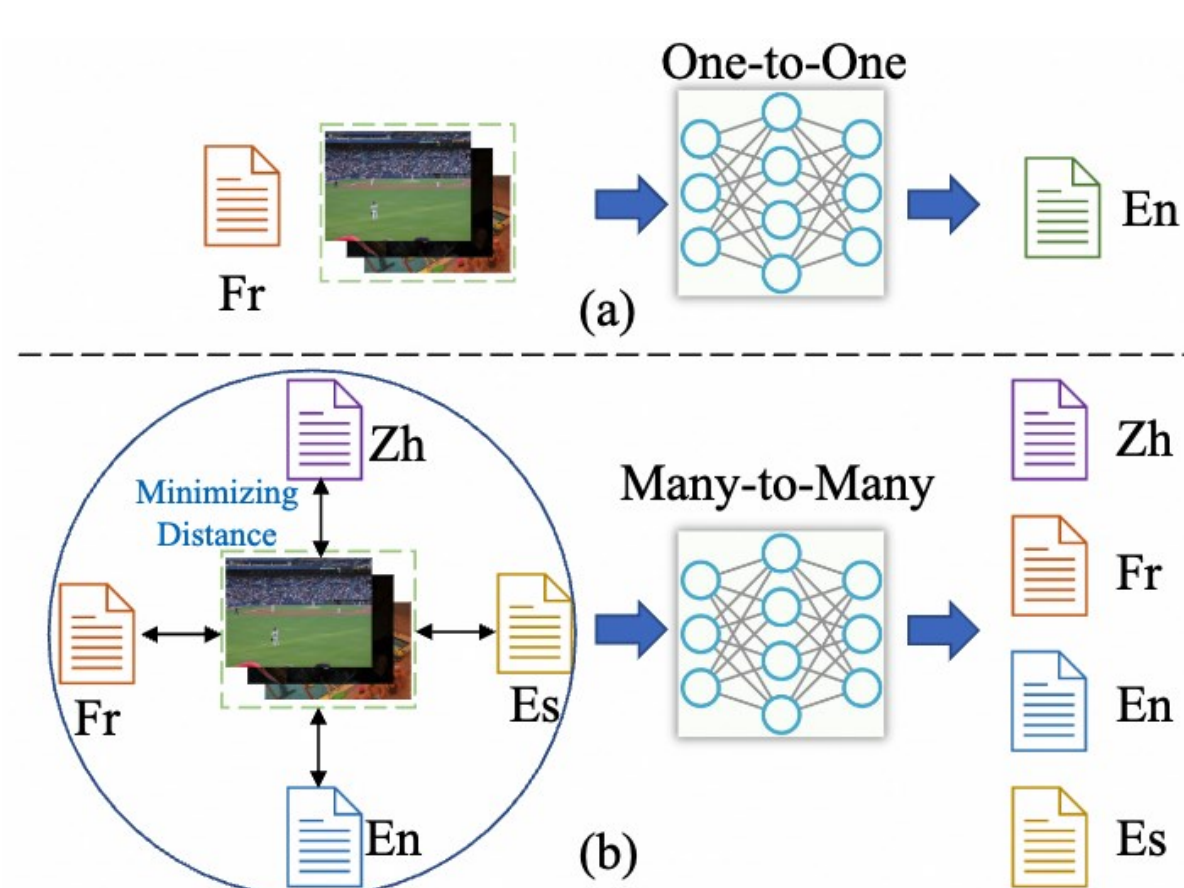 One-to-One
Fr
En
(a)
Zh
Minimizing
Distance
Fr
Es
En
Many-to-Many
(b)
Zh
Fr
En
Es